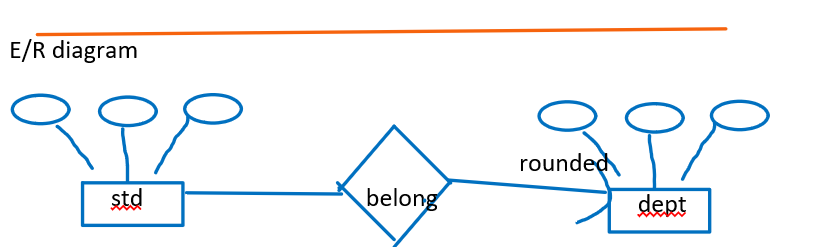 E/R diagram
rounded
std
belong
dept